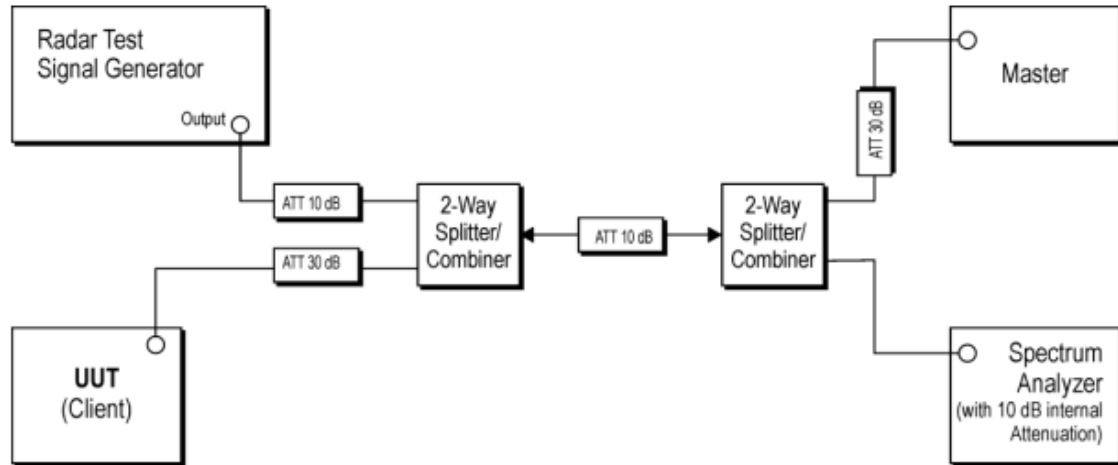 Radar Test
Signal Generator
Output
ATT 10 dB
ATT 30 dB
UUT
(Client)
2-Way
Splitter/
Combiner
ATT 10 dB
2-Way
Splitter/
Combiner
ATT 30 dB
Master
Spectrum
Analyzer
(with 10 dB internal
Attenuation)